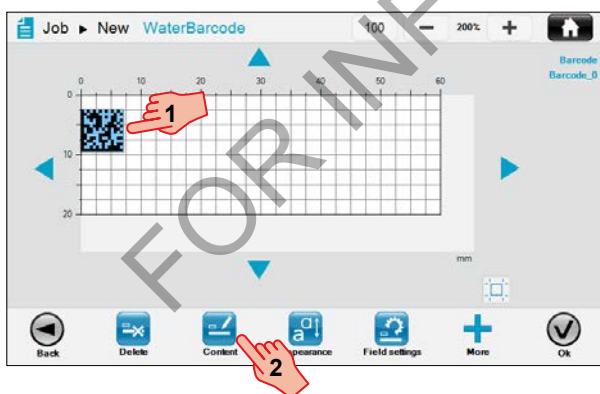 Job ▸ New WaterBarcode 100 200%
Barcode
Barcode_0
0 10 20 30 40 50 60
0
1
10
20
mm
FOR INF
Back Delete Content Appearance Field settings More Ok
2